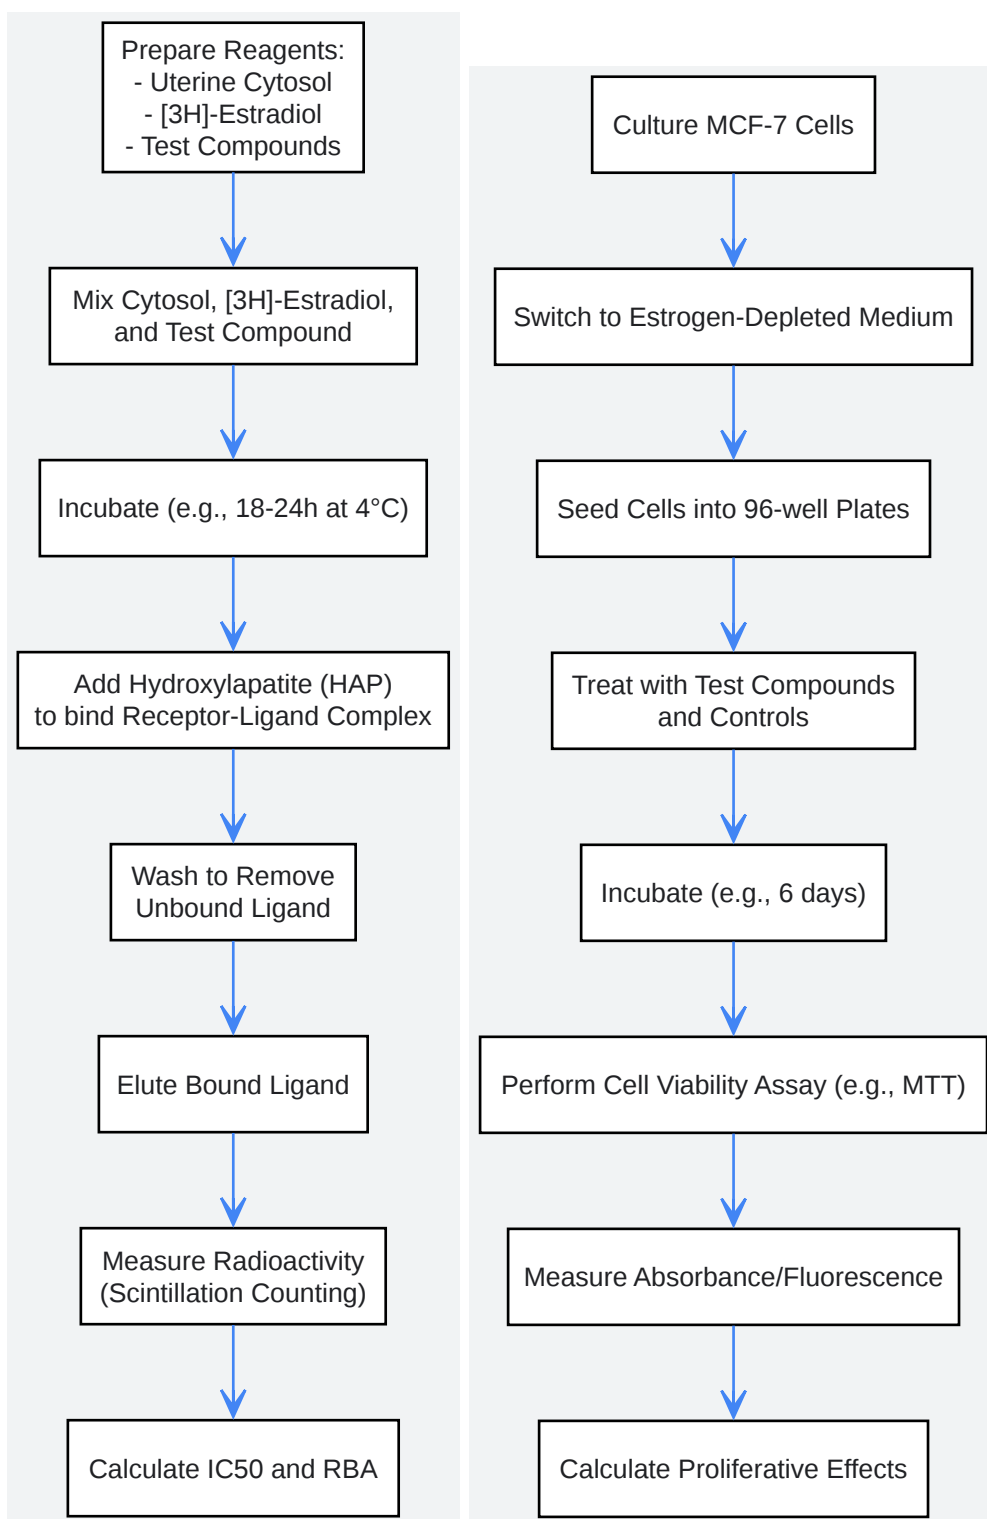 Prepare Reagents:
- Uterine Cytosol
- [3H]-Estradiol
- Test Compounds
Mix Cytosol, [3H]-Estradiol,
and Test Compound
Incubate (e.g., 18-24h at 4°C)
Add Hydroxylapatite (HAP)
to bind Receptor-Ligand Complex
Wash to Remove
Unbound Ligand
Elute Bound Ligand
Measure Radioactivity
(Scintillation Counting)
Calculate IC50 and RBA
Culture MCF-7 Cells
Switch to Estrogen-Depleted Medium
Seed Cells into 96-well Plates
Treat with Test Compounds
and Controls
Incubate (e.g., 6 days)
Perform Cell Viability Assay (e.g., MTT)
Measure Absorbance/Fluorescence
Calculate Proliferative Effects